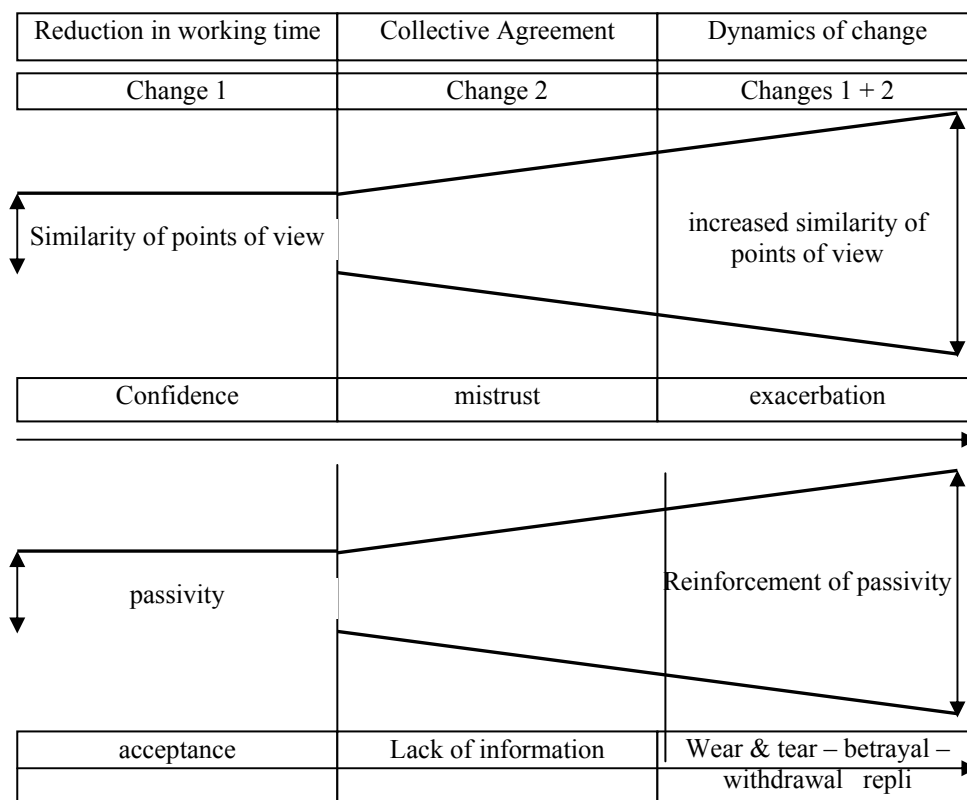 Reduction in working time
Collective Agreement
Dynamics of change
Change 1
Change 2
Changes 1 + 2
Similarity of points of view
increased similarity of
points of view
Confidence
mistrust
exacerbation
passivity
Reinforcement of passivity
acceptance
Lack of information
Wear & tear – betrayal –
withdrawal repli